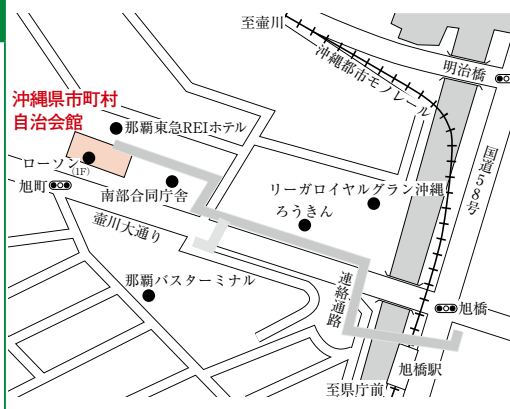 至壷川
沖縄都市モノレール
明治橋
沖縄県市町村
自治会館
那覇東急REIホテル
国道58号
ローソン
(1F)
旭町
南部合同庁舎
リーガロイヤルグラン沖縄
ろうきん
壷川大通り
那覇バスターミナル
連絡通路
旭橋
旭橋駅
至県庁前